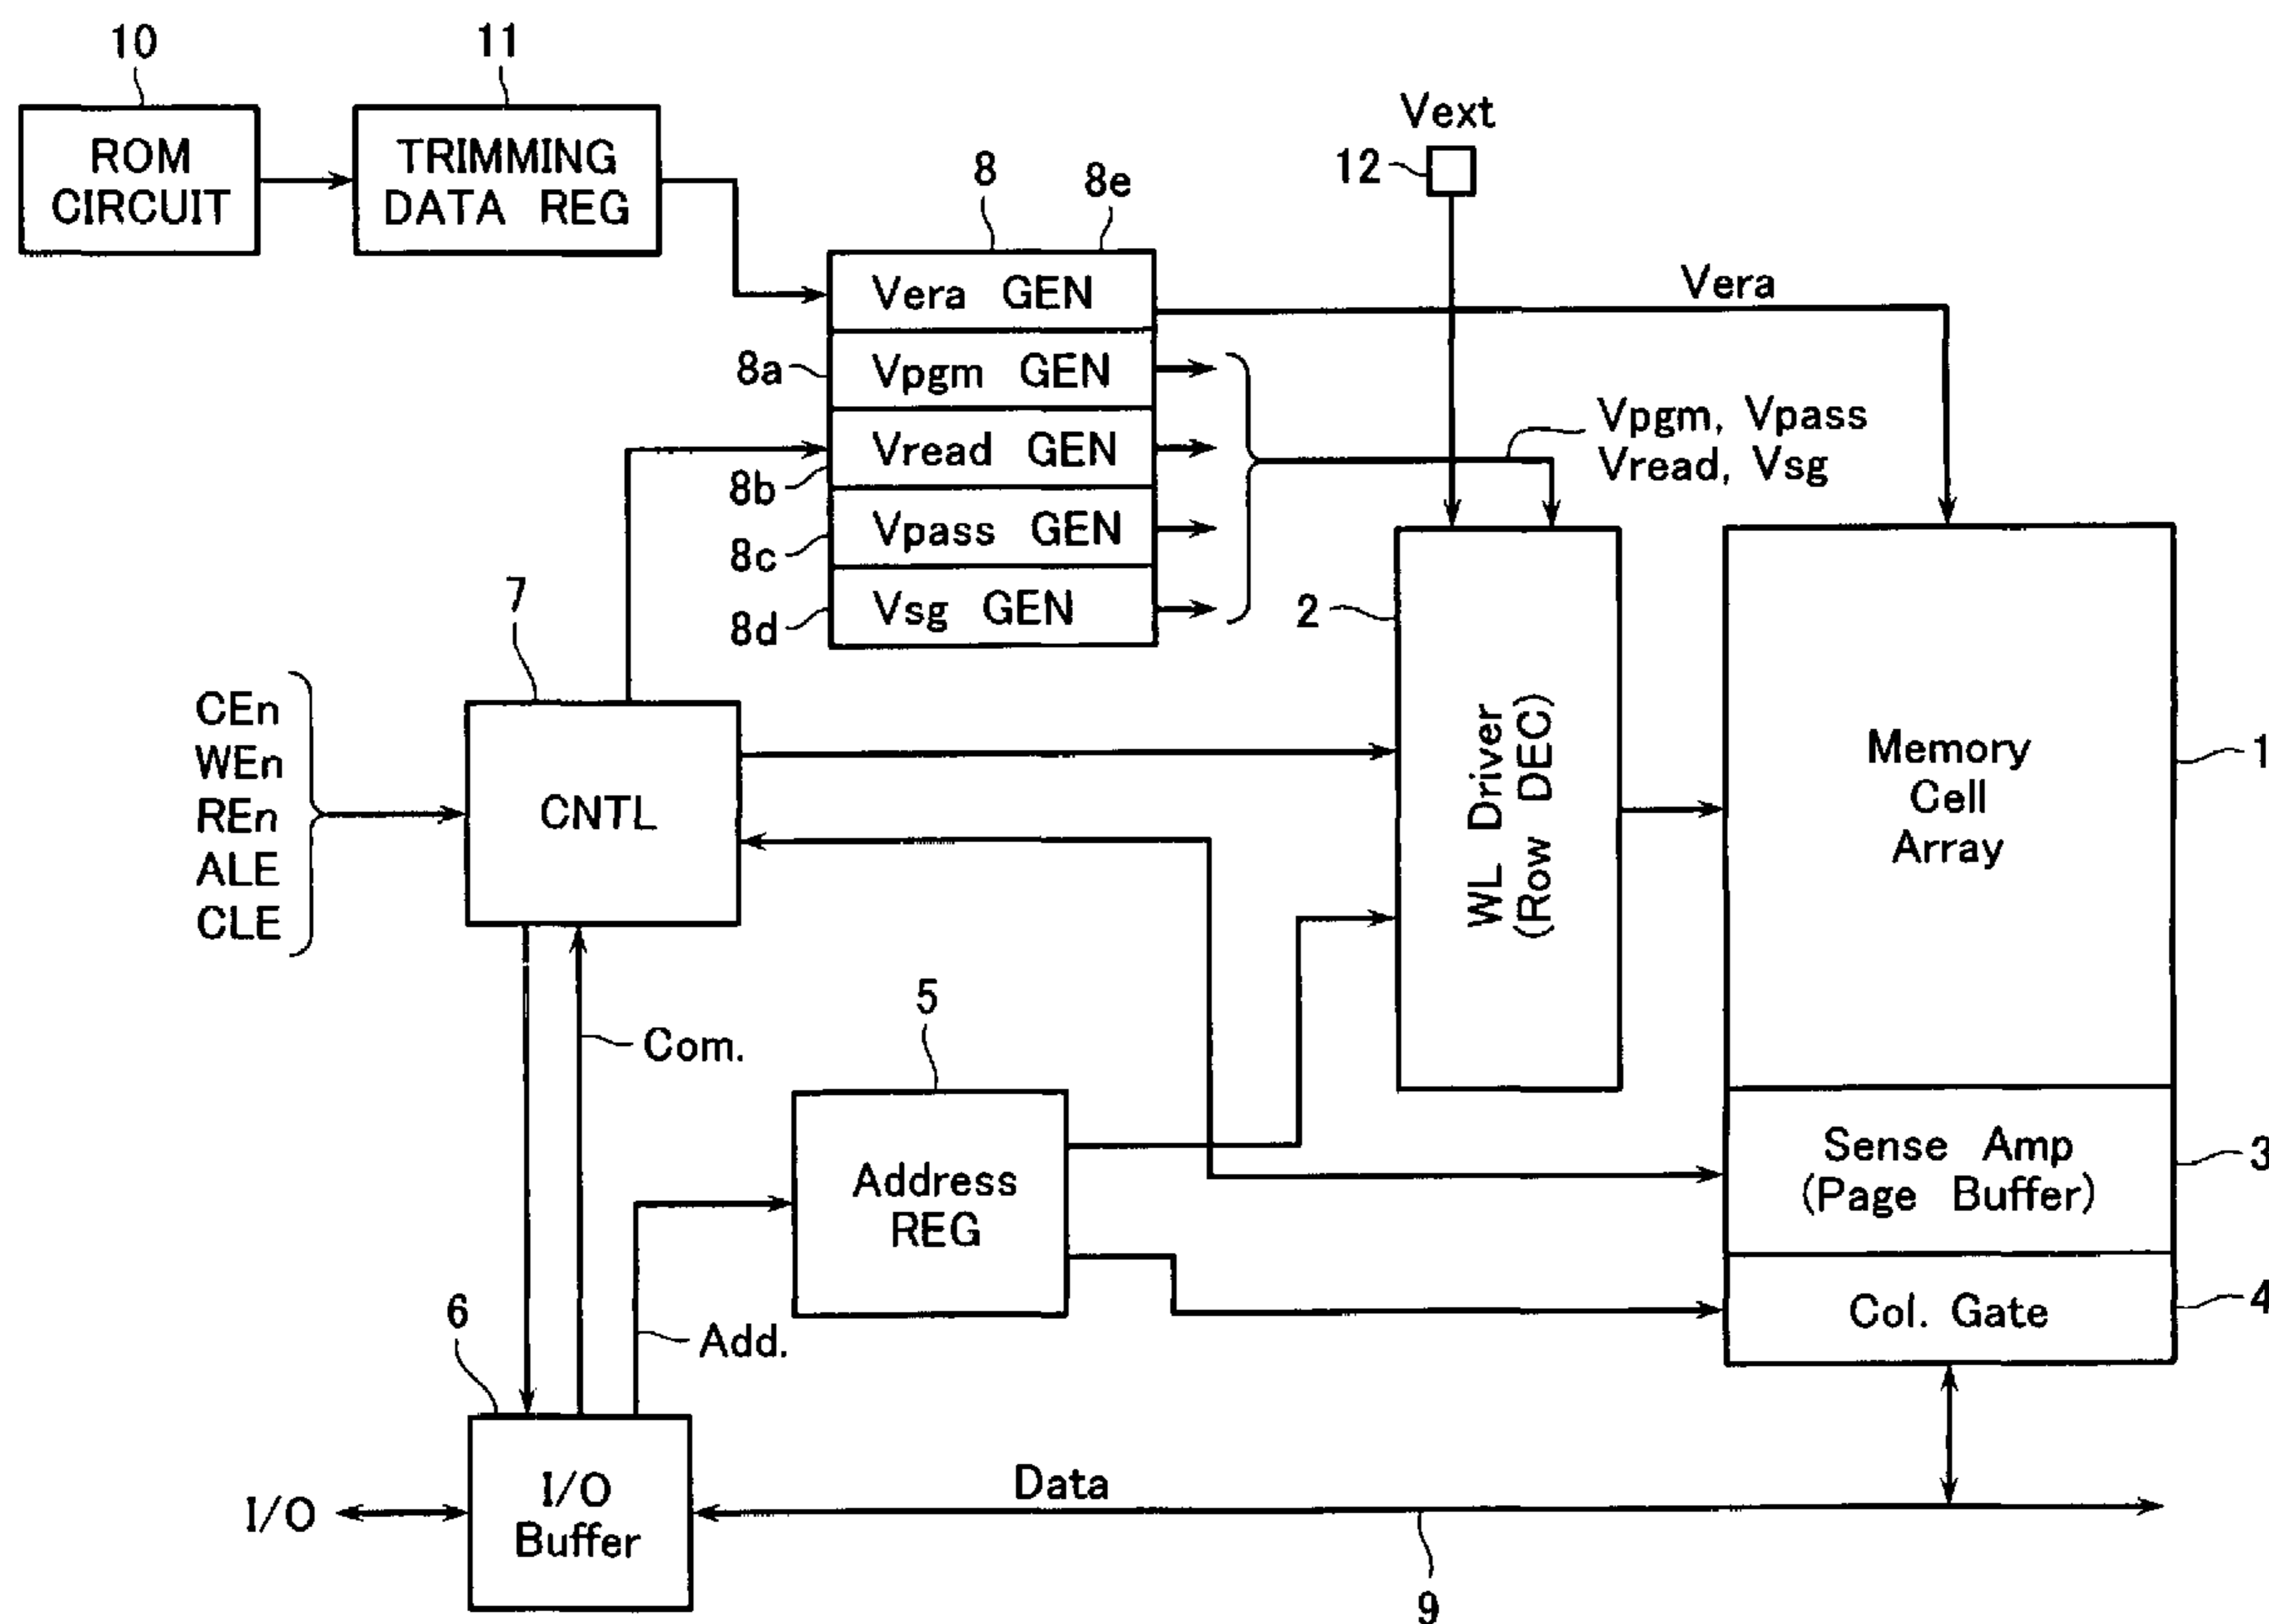 10
11
ROM
CIRCUIT
TRIMMING
DATA REG
8
8e
Vext
12
Vera GEN
Vera
8a
Vpgm GEN
Vread GEN
8b
Vpass GEN
8c
Vsg GEN
8d
Vpgm, Vpass
Vread, Vsg
7
CEn
WEn
REn
ALE
CLE
CNTL
2
WL Driver
(Row DEC)
Memory
Cell
Array
1
Com.
5
Address
REG
Sense Amp
(Page Buffer)
3
Col. Gate
4
6
Add.
I/O
I/O
Buffer
Data
9